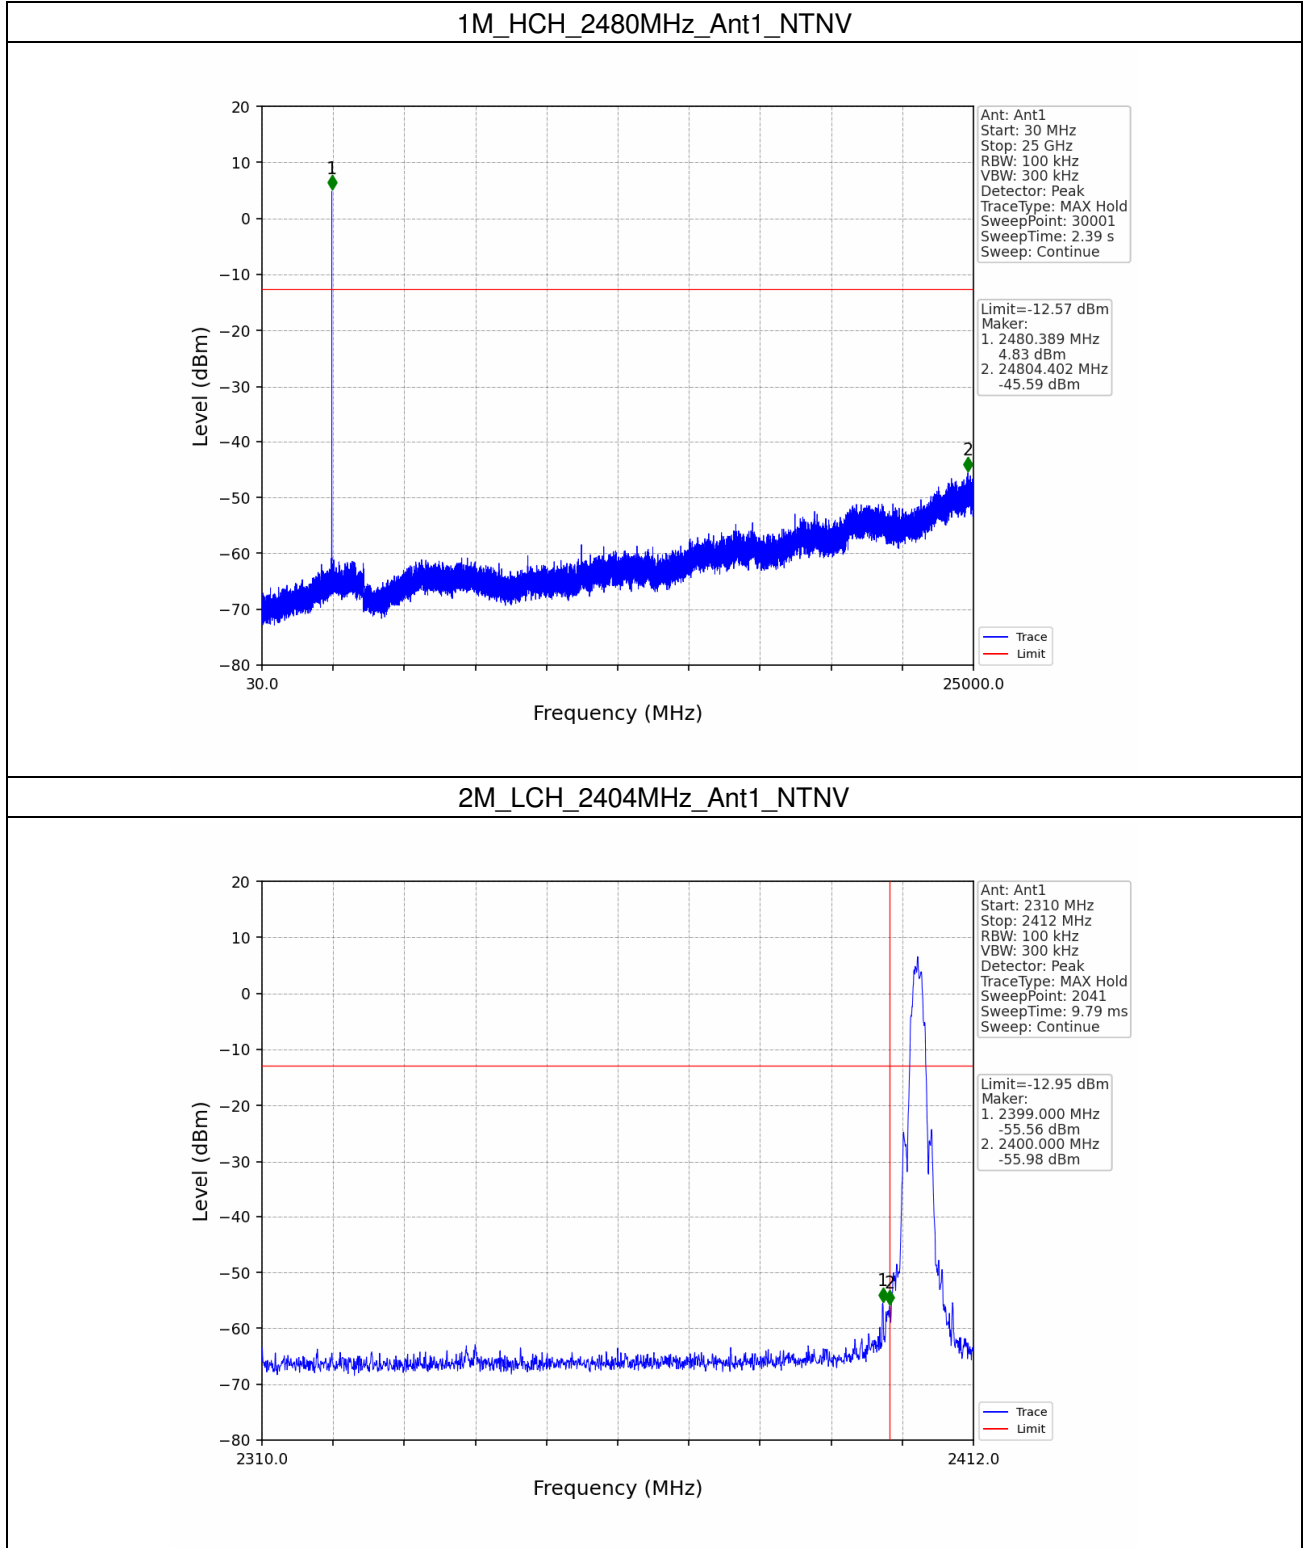 1M_HCH_2480MHz_Ant1_NTNV
20
10
0
−10
−20
−30
−40
−50
−60
−70
−80
Level (dBm)
1
2
30.0
25000.0
Frequency (MHz)
Ant: Ant1
Start: 30 MHz
Stop: 25 GHz
RBW: 100 kHz
VBW: 300 kHz
Detector: Peak
TraceType: MAX Hold
SweepPoint: 30001
SweepTime: 2.39 s
Sweep: Continue
Limit=-12.57 dBm
Maker:
1. 2480.389 MHz
4.83 dBm
2. 24804.402 MHz
-45.59 dBm
Trace
Limit
2M_LCH_2404MHz_Ant1_NTNV
20
10
0
−10
−20
−30
−40
−50
−60
−70
−80
Level (dBm)
1
2
2310.0
2412.0
Frequency (MHz)
Ant: Ant1
Start: 2310 MHz
Stop: 2412 MHz
RBW: 100 kHz
VBW: 300 kHz
Detector: Peak
TraceType: MAX Hold
SweepPoint: 2041
SweepTime: 9.79 ms
Sweep: Continue
Limit=-12.95 dBm
Maker:
1. 2399.000 MHz
-55.56 dBm
2. 2400.000 MHz
-55.98 dBm
Trace
Limit